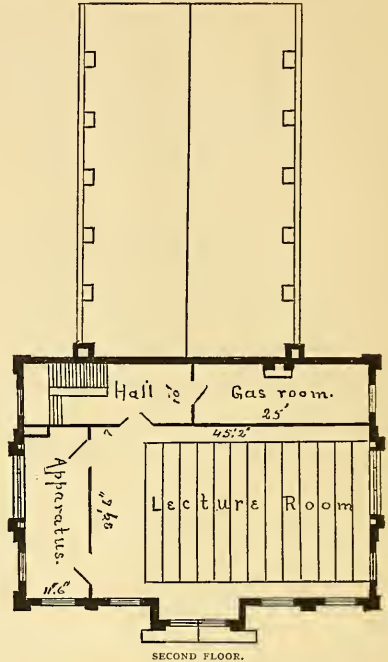 Hall
Gas room.
25'
45'.2"
Apparatus.
Lecture Room
11'.6"
SECOND FLOOR.